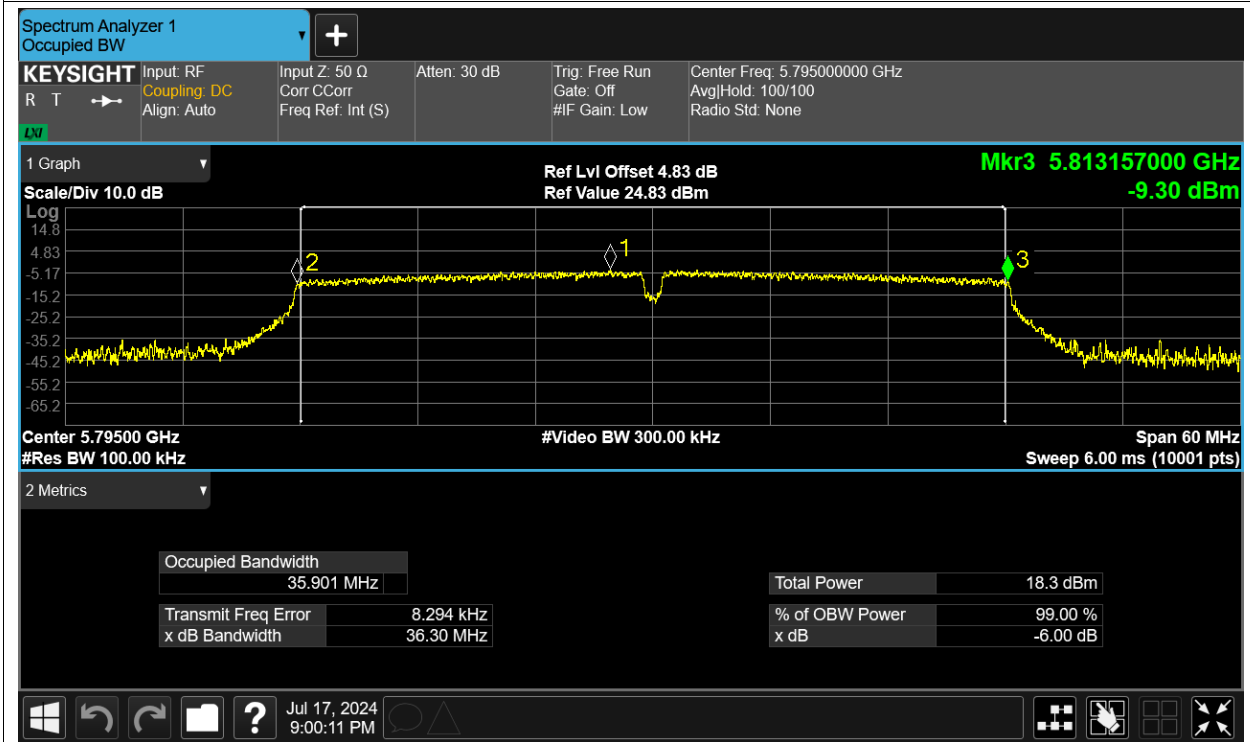 Spectrum Analyzer 1
Occupied BW
+
KEYSIGHT
R T
LXI
Input: RF
Coupling: DC
Align: Auto
Input Z: 50 Ω
Corr CCorr
Freq Ref: Int (S)
Atten: 30 dB
Trig: Free Run
Gate: Off
#IF Gain: Low
Center Freq: 5.795000000 GHz
Avg|Hold: 100/100
Radio Std: None
1 Graph
Scale/Div 10.0 dB
Ref Lvl Offset 4.83 dB
Ref Value 24.83 dBm
Mkr3 5.813157000 GHz
-9.30 dBm
Log
14.8
4.83
-5.17
-15.2
-25.2
-35.2
-45.2
-55.2
-65.2
2
1
3
Center 5.79500 GHz
#Res BW 100.00 kHz
#Video BW 300.00 kHz
Span 60 MHz
Sweep 6.00 ms (10001 pts)
2 Metrics
Occupied Bandwidth
35.901 MHz
Transmit Freq Error 8.294 kHz
x dB Bandwidth 36.30 MHz
Total Power 18.3 dBm
% of OBW Power 99.00 %
x dB -6.00 dB
?
Jul 17, 2024
9:00:11 PM